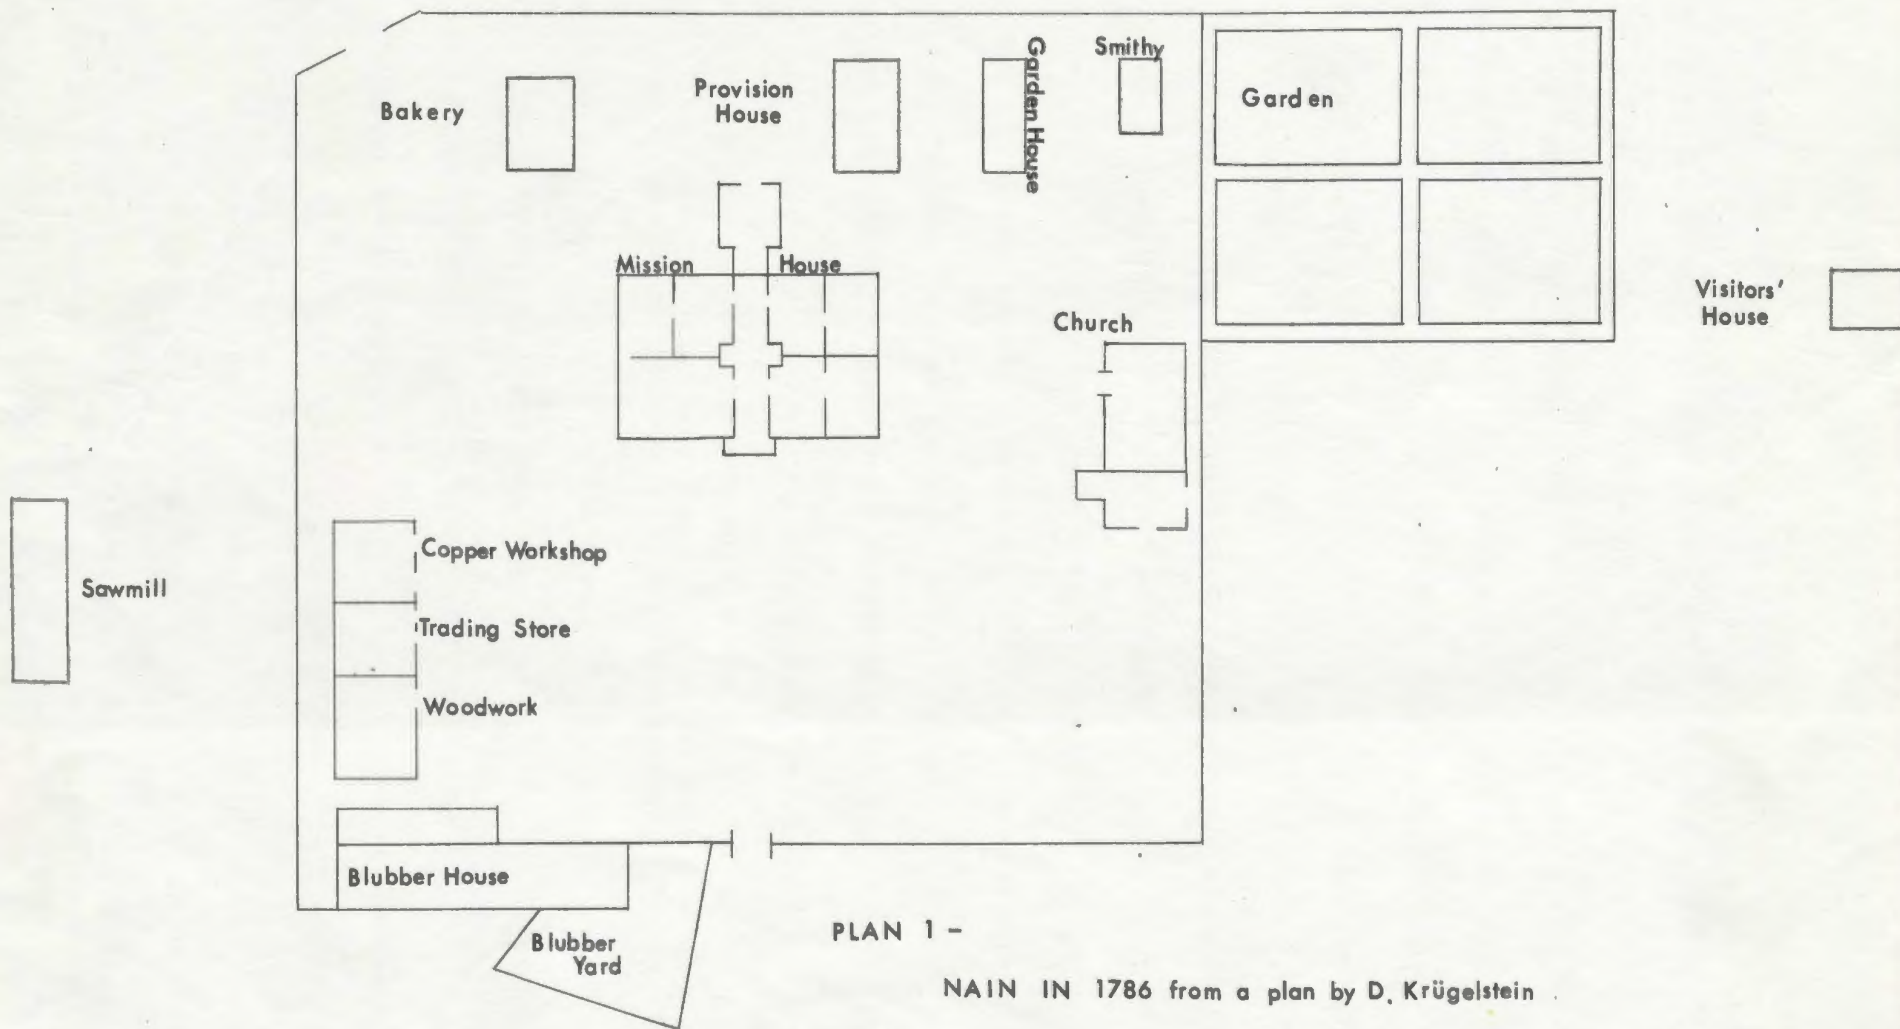 Bakery
Provision
House
Garden House
Smithy
Garden
Mission House
Church
Visitors'
House
Sawmill
Copper Workshop
Trading Store
Woodwork
Blubber House
Blubber
Yard
PLAN 1 –
NAIN IN 1786 from a plan by D. Krügelstein